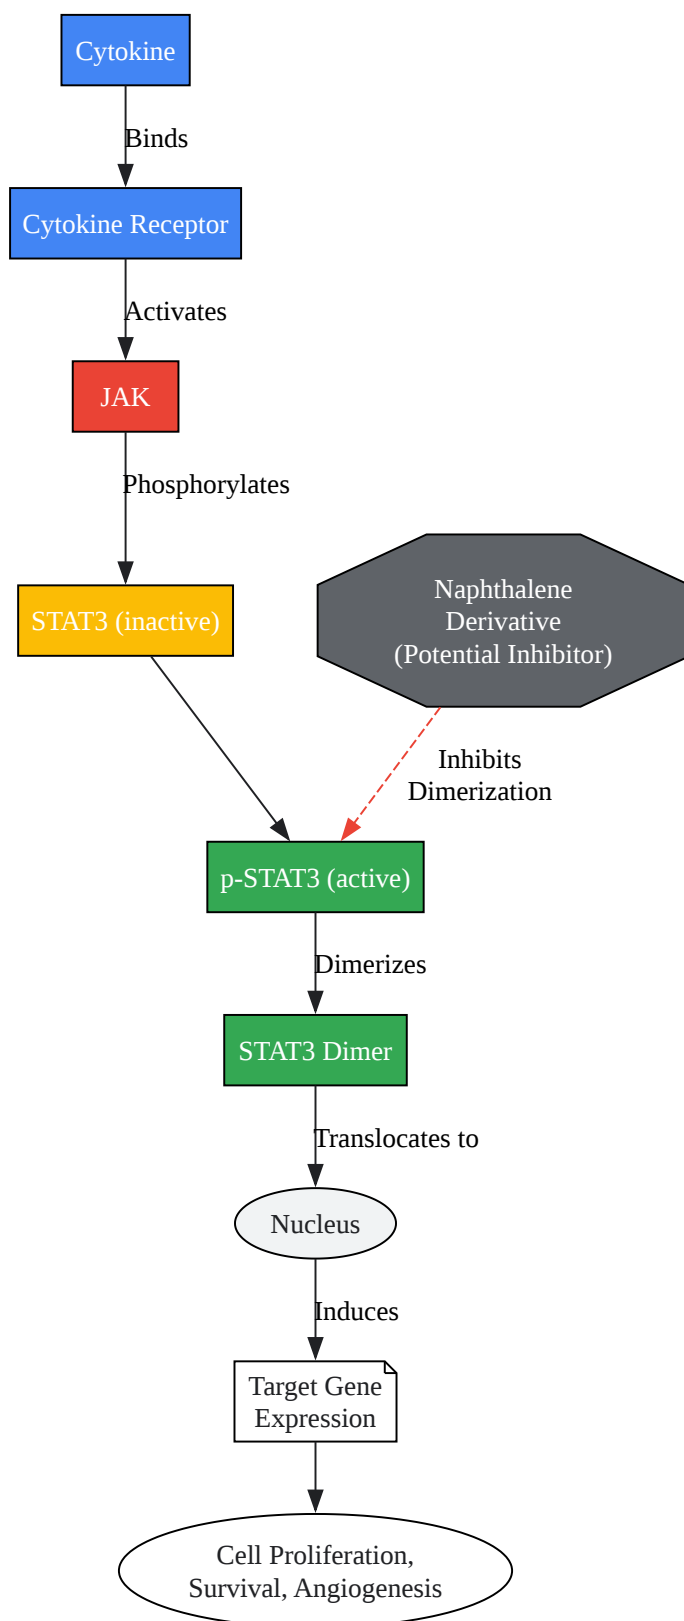 Cytokine
Binds
Cytokine Receptor
Activates
JAK
Phosphorylates
STAT3 (inactive)
Naphthalene
Derivative
(Potential Inhibitor)
Inhibits
Dimerization
p-STAT3 (active)
Dimerizes
STAT3 Dimer
Translocates to
Nucleus
Induces
Target Gene
Expression
Cell Proliferation,
Survival, Angiogenesis